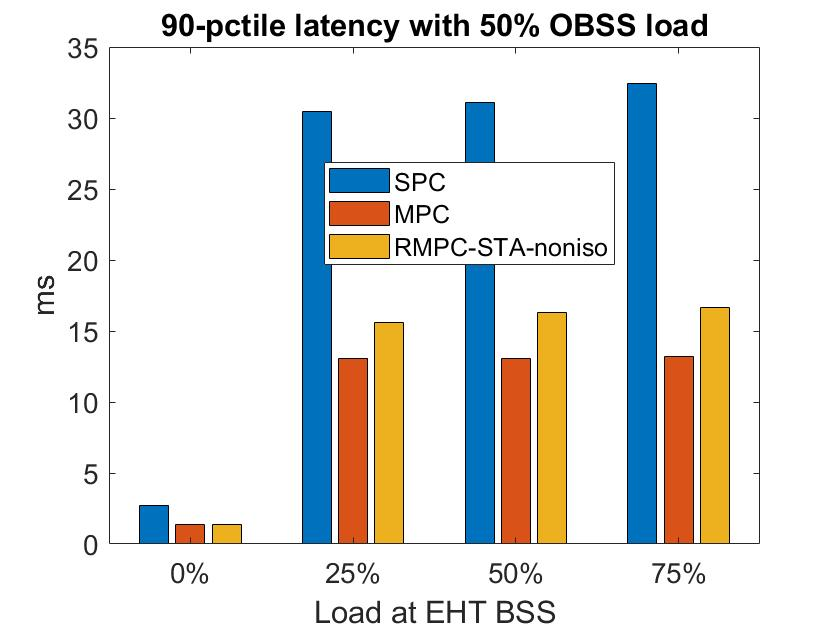 90-pctile latency with 50% OBSS load
35
30
25
20
15
10
5
0
ms
SPC
MPC
RMPC-STA-noniso
0% 25% 50% 75%
Load at EHT BSS